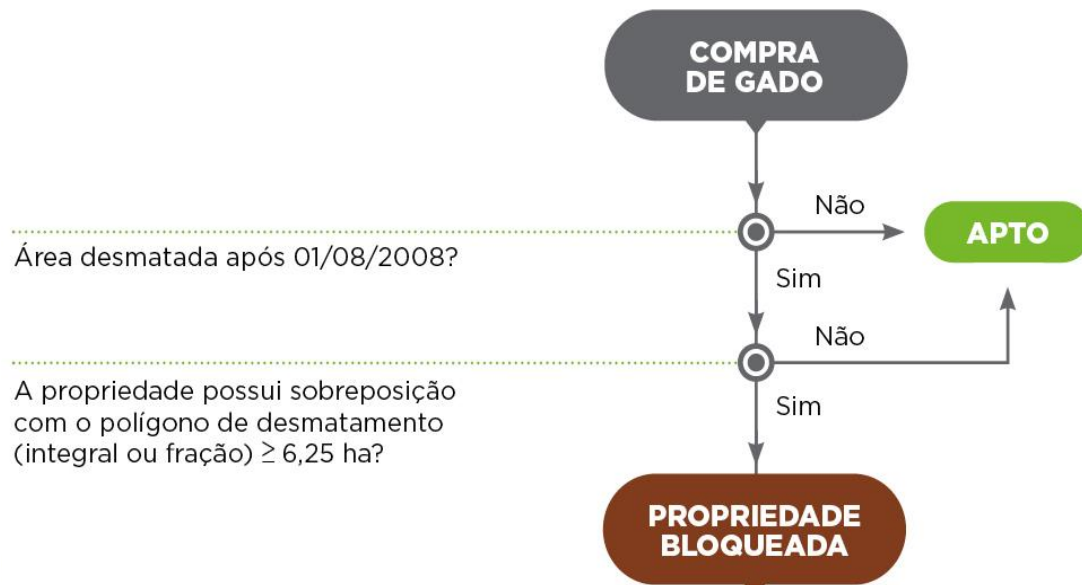 COMPRA
DE GADO
Não
APTO
Área desmatada após 01/08/2008?
Sim
Não
A propriedade possui sobreposição
com o polígono de desmatamento
(integral ou fração) ≥ 6,25 ha?
Sim
PROPRIEDADE
BLOQUEADA